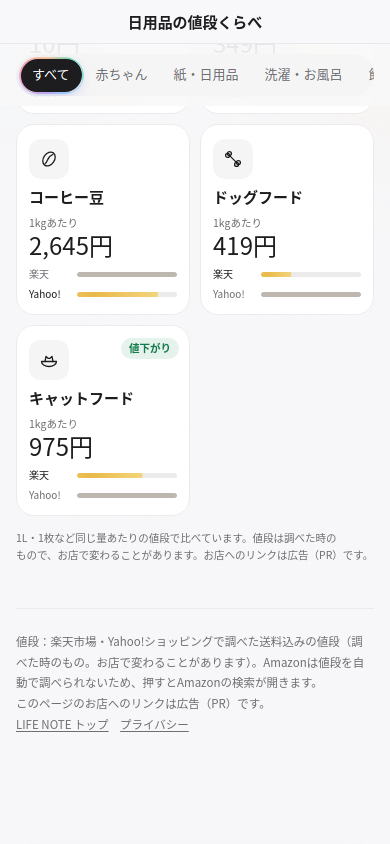 日用品の値段くらべ
10円
349円
すべて
赤ちゃん
紙・日用品
洗濯・お風呂
コーヒー豆
1kgあたり
2,645円
楽天
Yahoo!
ドッグフード
1kgあたり
419円
楽天
Yahoo!
値下がり
キャットフード
1kgあたり
975円
楽天
Yahoo!
1L・1枚など同じ量あたりの値段で比べています。値段は調べた時の
もので、お店で変わることがあります。お店へのリンクは広告（PR）です。
値段：楽天市場・Yahoo!ショッピングで調べた送料込みの値段（調
べた時のもの。お店で変わることがあります）。Amazonは値段を自
動で調べられないため、押すとAmazonの検索が開きます。
このページのお店へのリンクは広告（PR）です。
LIFE NOTE トップ プライバシー